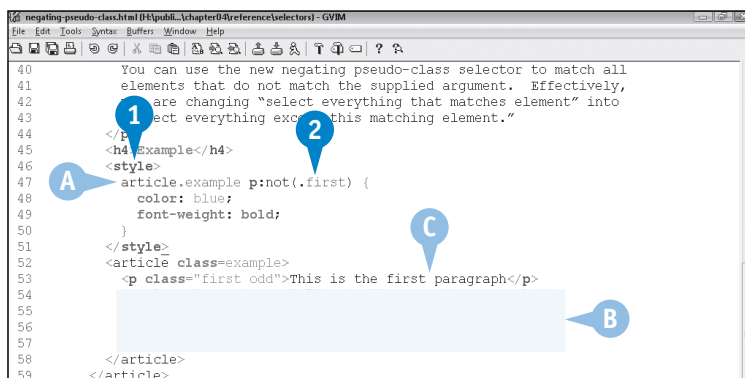 negating-pseudo-class.html (H:\publi...\chapter04\reference\selectors) - GVIM
File Edit Tools Syntax Buffers Window Help
40 You can use the new negating pseudo-class selector to match all
41 elements that do not match the supplied argument. Effectively,
42 are changing “select everything that matches element” into
43 ect everything exc this matching element.”
44 </p
45 <h4 Example</h4>
46 <style>
47 article.example p:not(.first) {
48 color: blue;
49 font-weight: bold;
50 }
51 </style>
52 <article class=example>
53 <p class="first odd">This is the first paragraph</p>
54
55
56
57
58 </article>
59 </article>
1
2
A
C
B